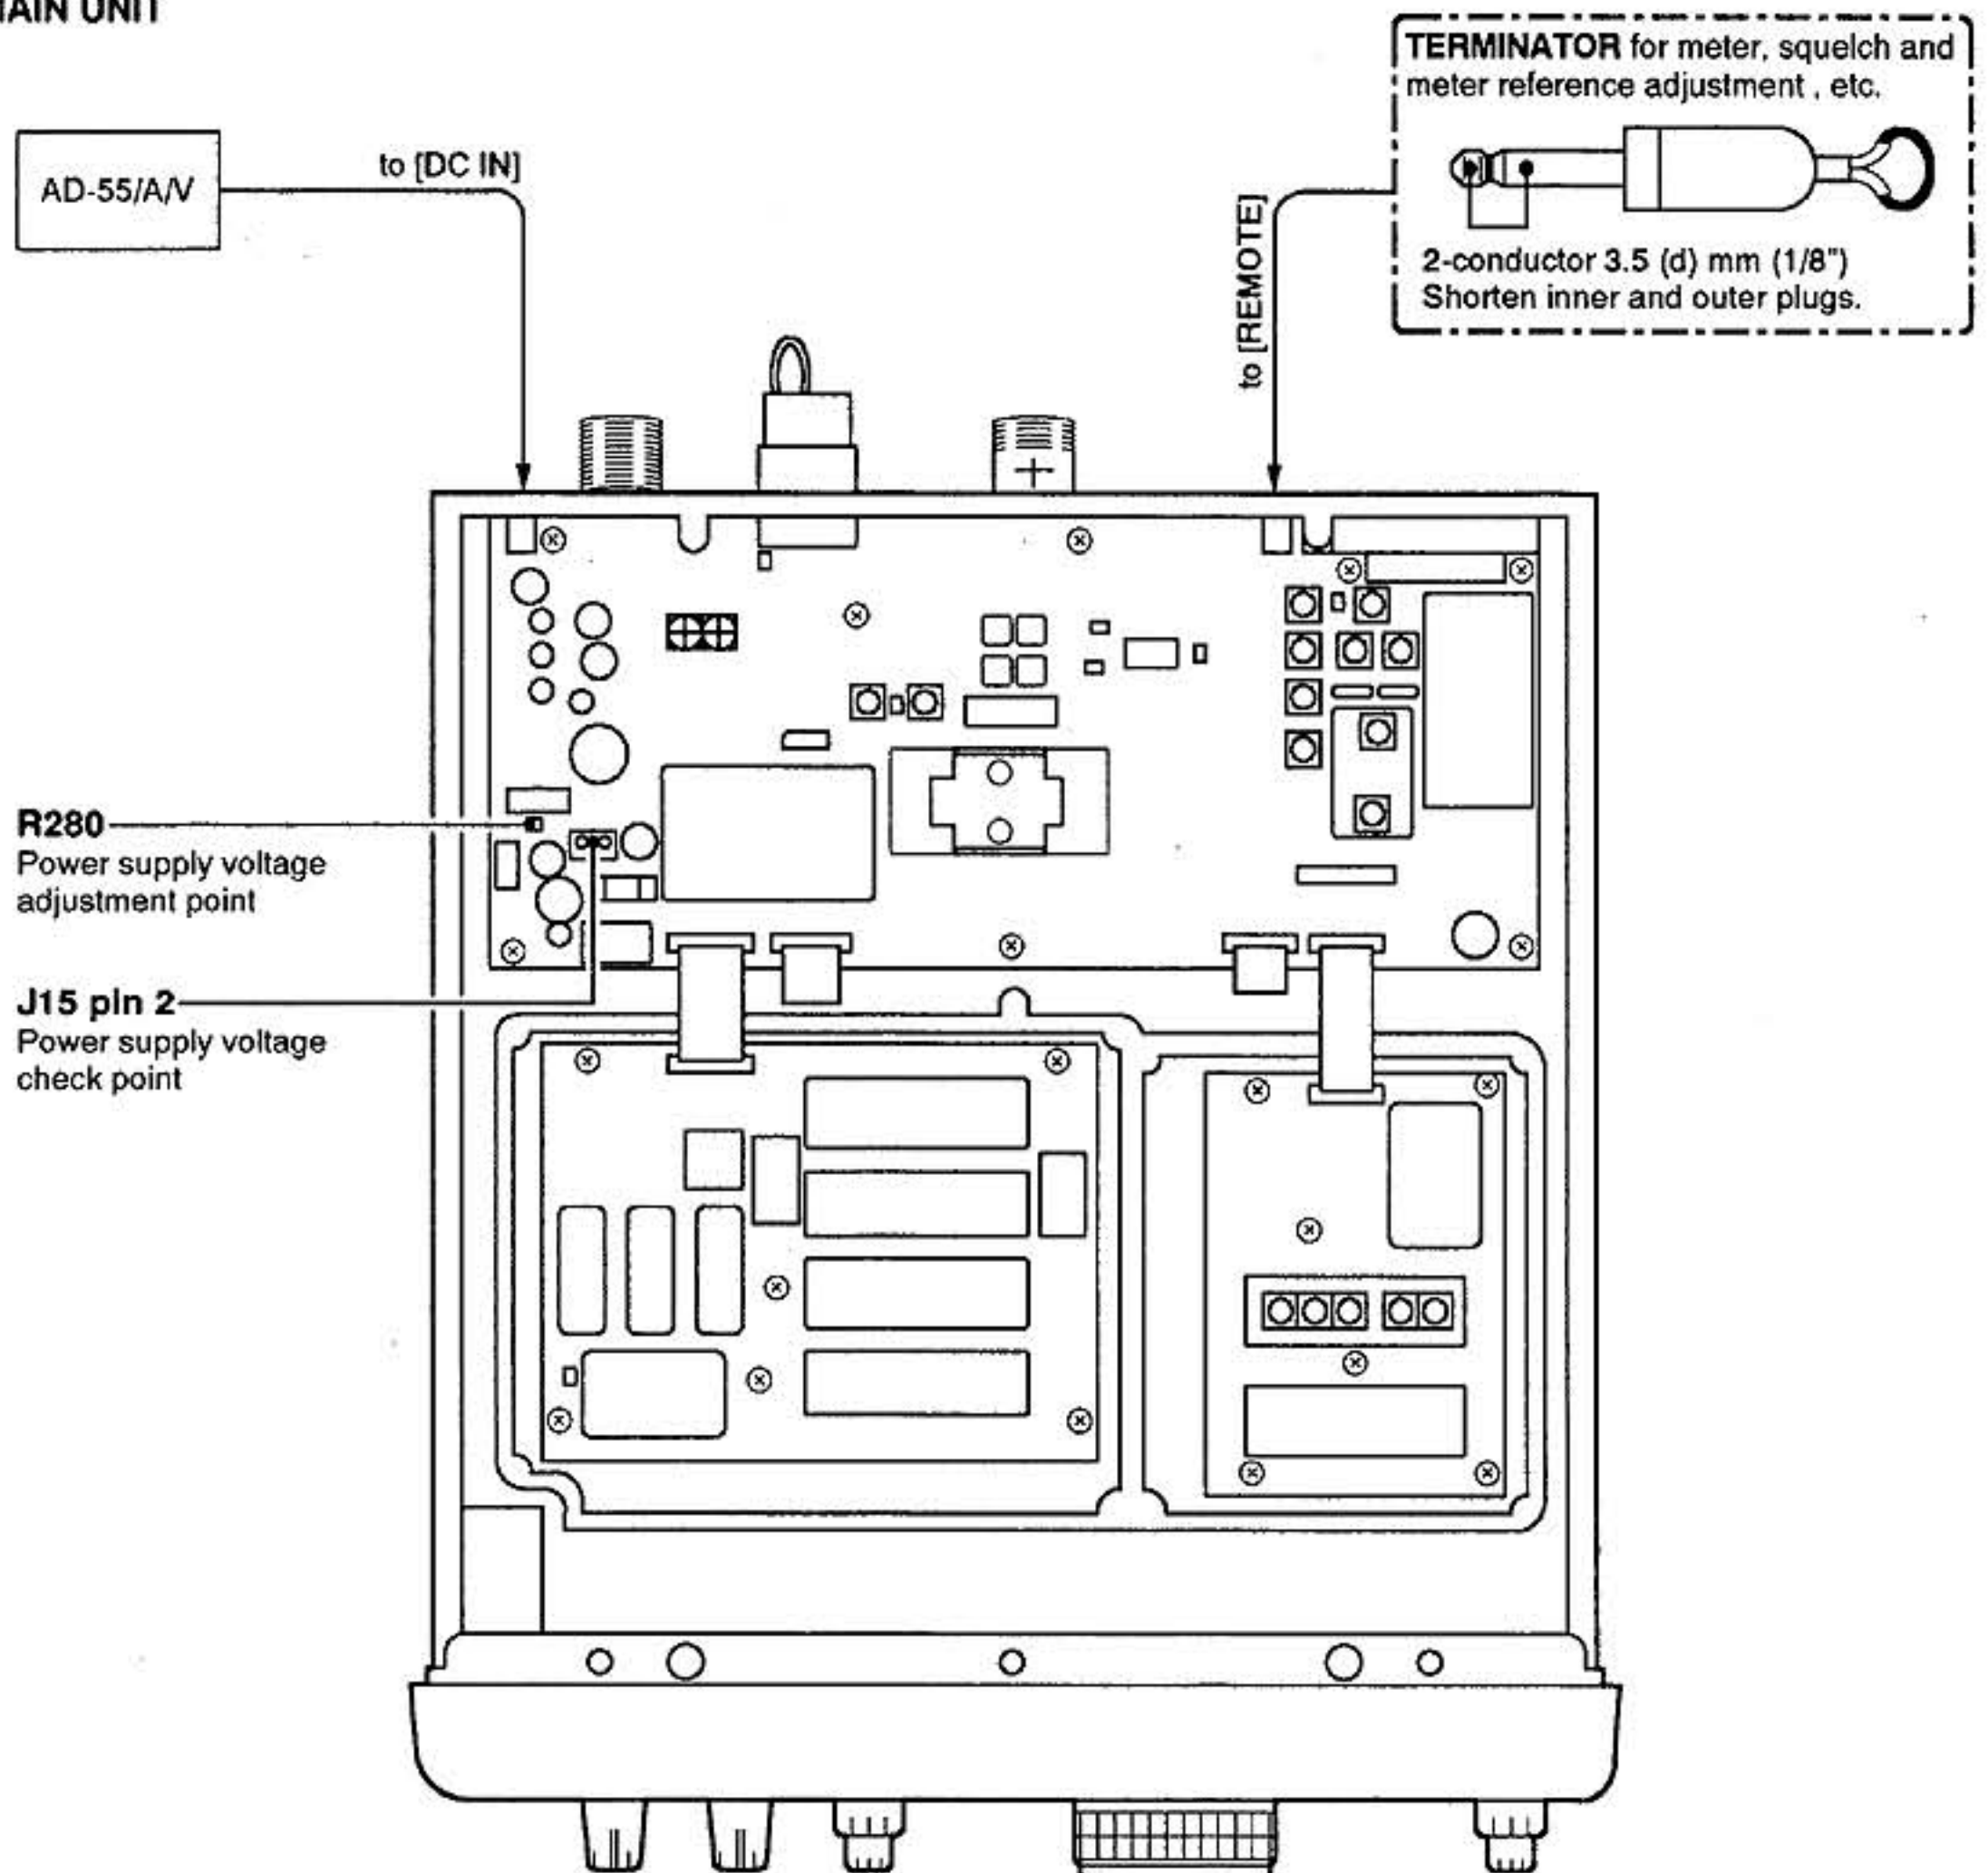 MAIN UNIT
TERMINATOR for meter, squelch and
meter reference adjustment , etc.
AD-55/A/V
to [DC IN]
to [REMOTE]
2-conductor 3.5 (d) mm (1/8")
Shorten inner and outer plugs.
R280
Power supply voltage
adjustment point
J15 pin 2
Power supply voltage
check point